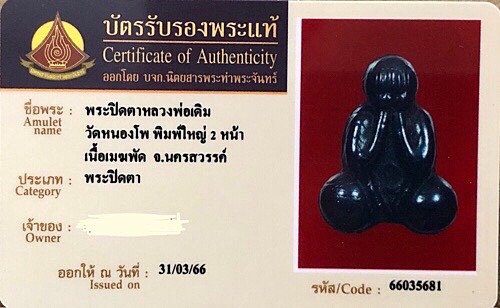 บัตรรับรองพระแท้
Certificate of Authenticity
ออกโดย บจก.นิตยสารพระท่าพระจันทร์
ชื่อพระ : พระปิดตาหลวงพ่อเดิม
Amulet name
วัดหนองโพ พิมพ์ใหญ่ 2 หน้า
เนื้อเมฆพัด จ.นครสวรรค์
ประเภท : พระปิดตา
Category
เจ้าของ :
Owner
ออกให้ ณ วันที่ : 31/03/66
Issued on
รหัส/Code : 66035681